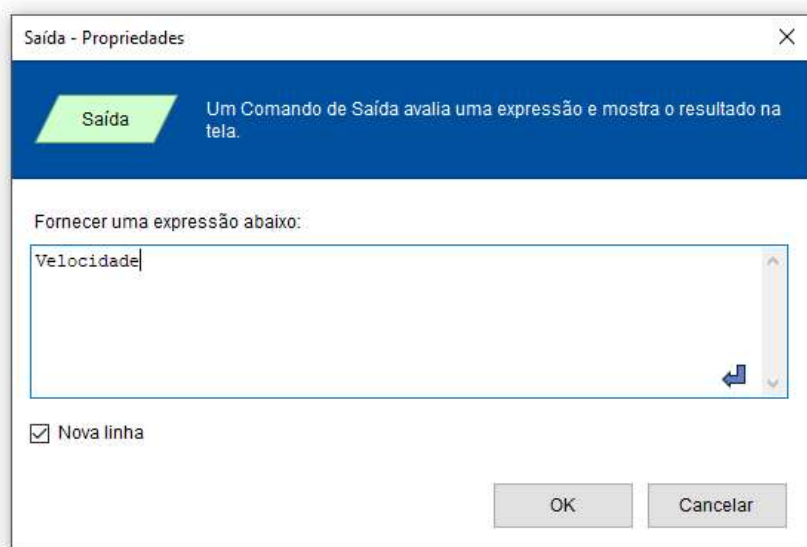 Saída - Propriedades
Saída
Um Comando de Saída avalia uma expressão e mostra o resultado na
tela.
Fornecer uma expressão abaixo:
Velocidade
Nova linha
OK
Cancelar